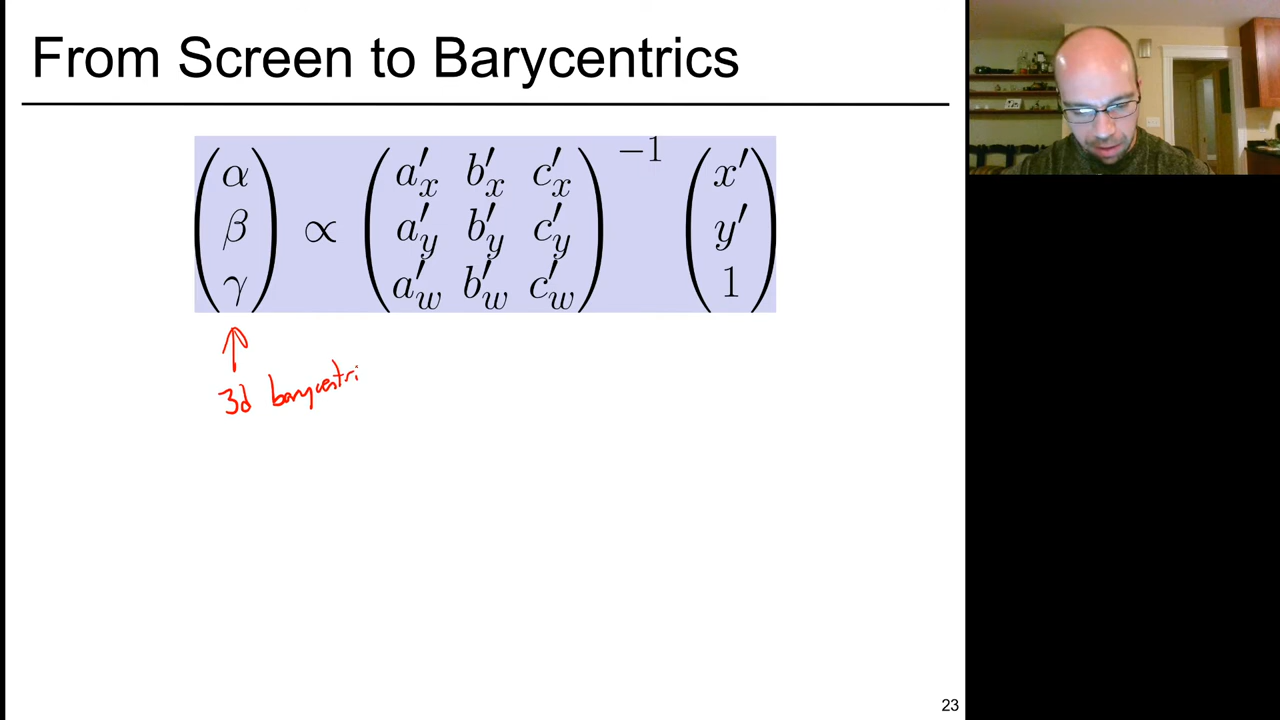 From Screen to Barycentrics
α a′x b′x c′x −1 x′
β ∝ a′y b′y c′y y′
γ a′w b′w c′w 1
3d barycentri
23